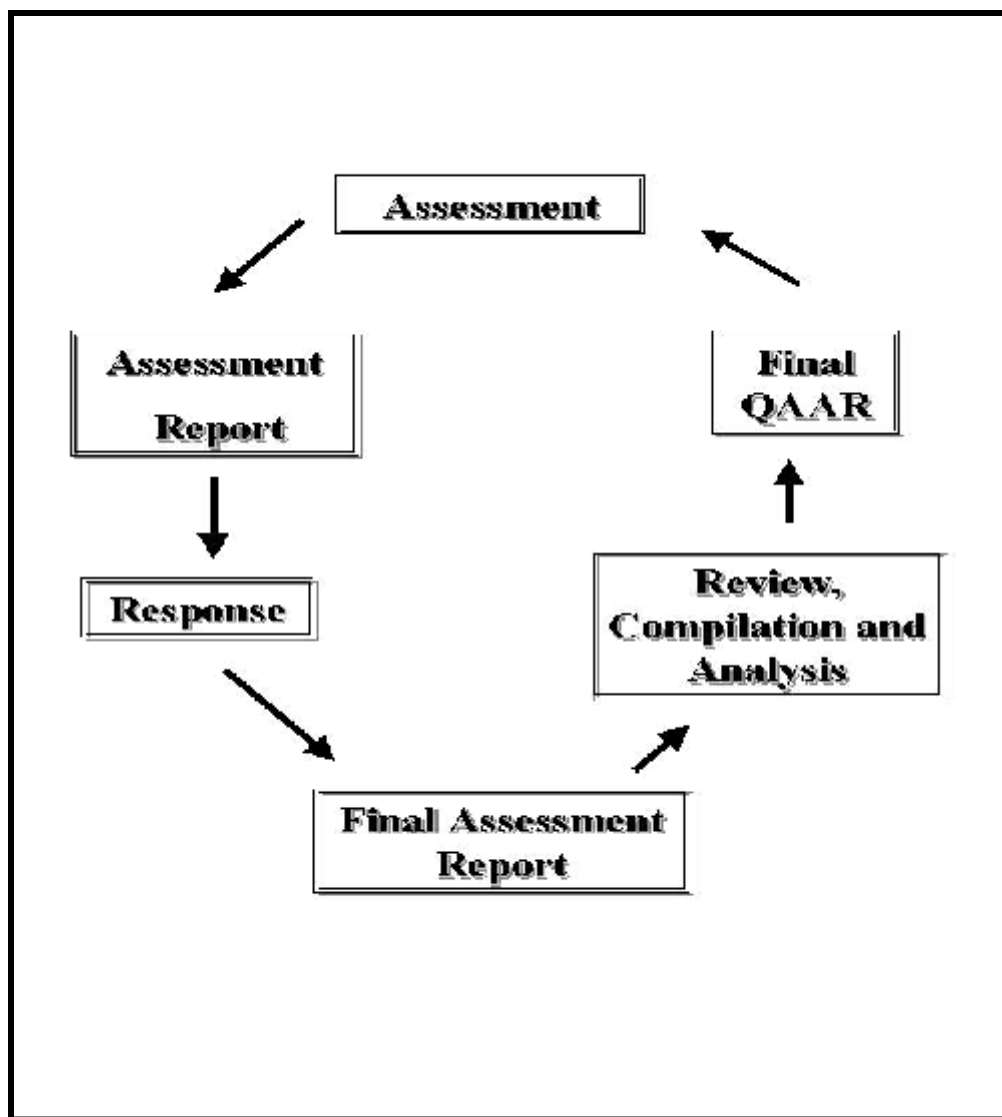 Assessment
Assessment
Report
Response
Final Assessment
Report
Review,
Compilation and
Analysis
Final
QAAR